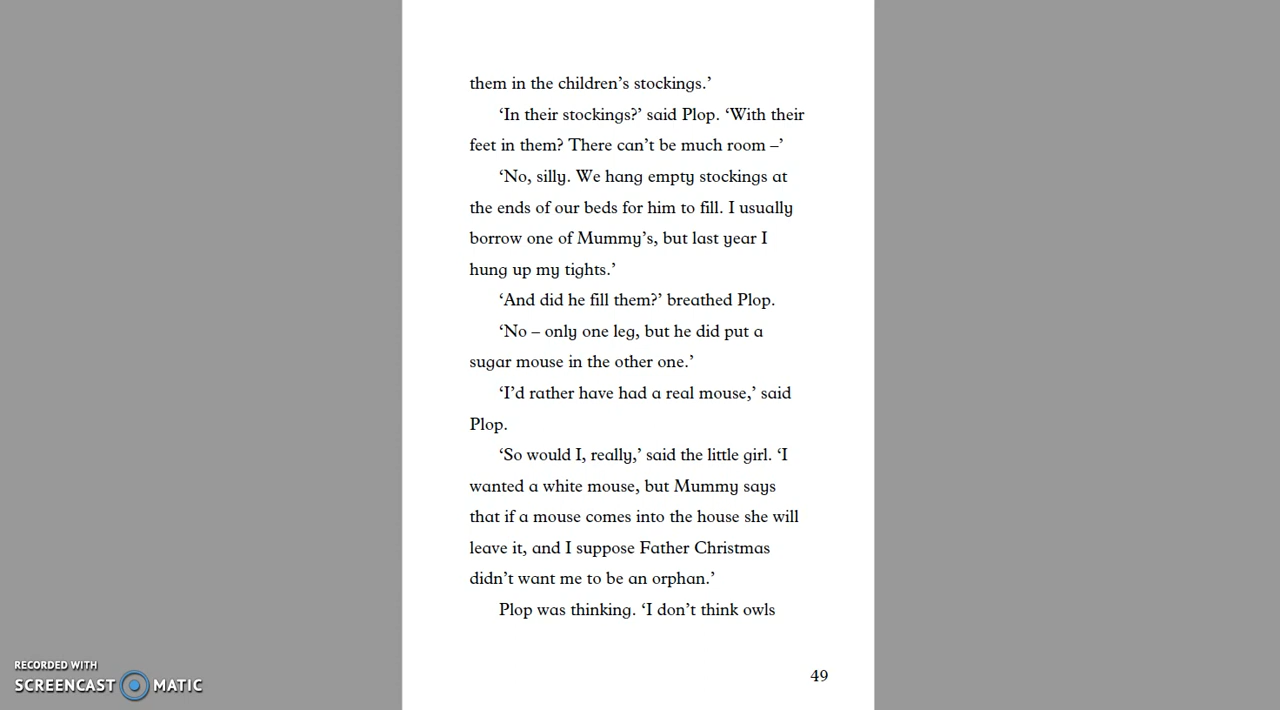 them in the children’s stockings.’
‘In their stockings?’ said Plop. ‘With their
feet in them? There can’t be much room –’
‘No, silly. We hang empty stockings at
the ends of our beds for him to fill. I usually
borrow one of Mummy’s, but last year I
hung up my tights.’
‘And did he fill them?’ breathed Plop.
‘No – only one leg, but he did put a
sugar mouse in the other one.’
‘I’d rather have had a real mouse,’ said
Plop.
‘So would I, really,’ said the little girl. ‘I
wanted a white mouse, but Mummy says
that if a mouse comes into the house she will
leave it, and I suppose Father Christmas
didn’t want me to be an orphan.’
Plop was thinking. ‘I don’t think owls
49
RECORDED WITH
SCREENCAST MATIC